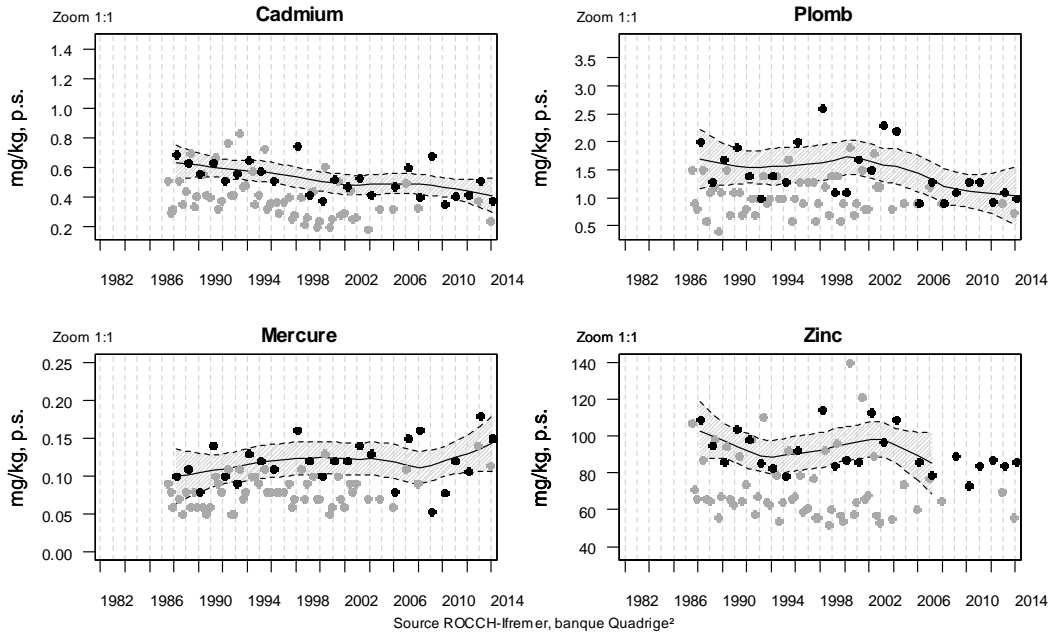 Zoom 1:1 Cadmium
mg/kg, p.s.
1.4
1.2
1.0
0.8
0.6
0.4
0.2
1982 1986 1990 1994 1998 2002 2006 2010 2014
Zoom 1:1 Plomb
mg/kg, p.s.
3.5
3.0
2.5
2.0
1.5
1.0
0.5
1982 1986 1990 1994 1998 2002 2006 2010 2014
Zoom 1:1 Mercure
mg/kg, p.s.
0.25
0.20
0.15
0.10
0.05
0.00
1982 1986 1990 1994 1998 2002 2006 2010 2014
Zoom 1:1 Zinc
mg/kg, p.s.
140
120
100
80
60
40
1982 1986 1990 1994 1998 2002 2006 2010 2014
Source ROCCH-Ifremer, banque Quadrige²